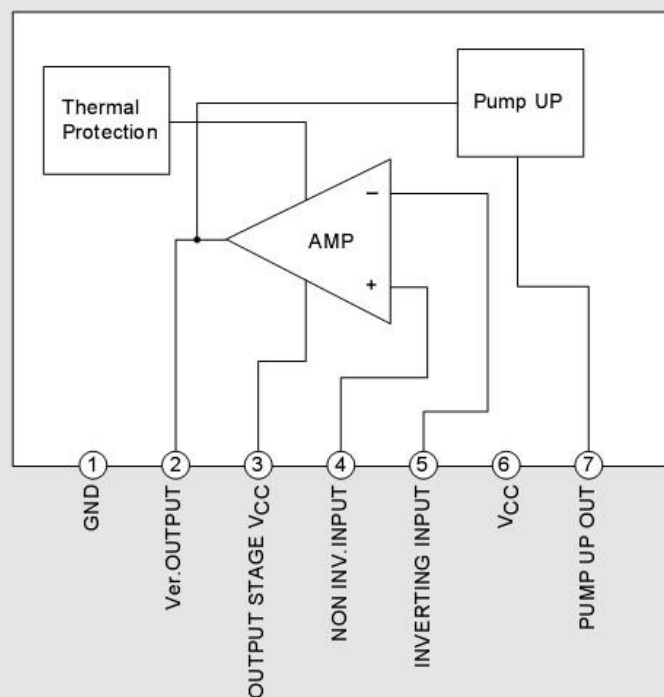 Thermal
Protection
Pump UP
−
AMP
+
1
2
3
4
5
6
7
GND
Ver.OUTPUT
OUTPUT STAGE VCC
NON INV.INPUT
INVERTING INPUT
VCC
PUMP UP OUT